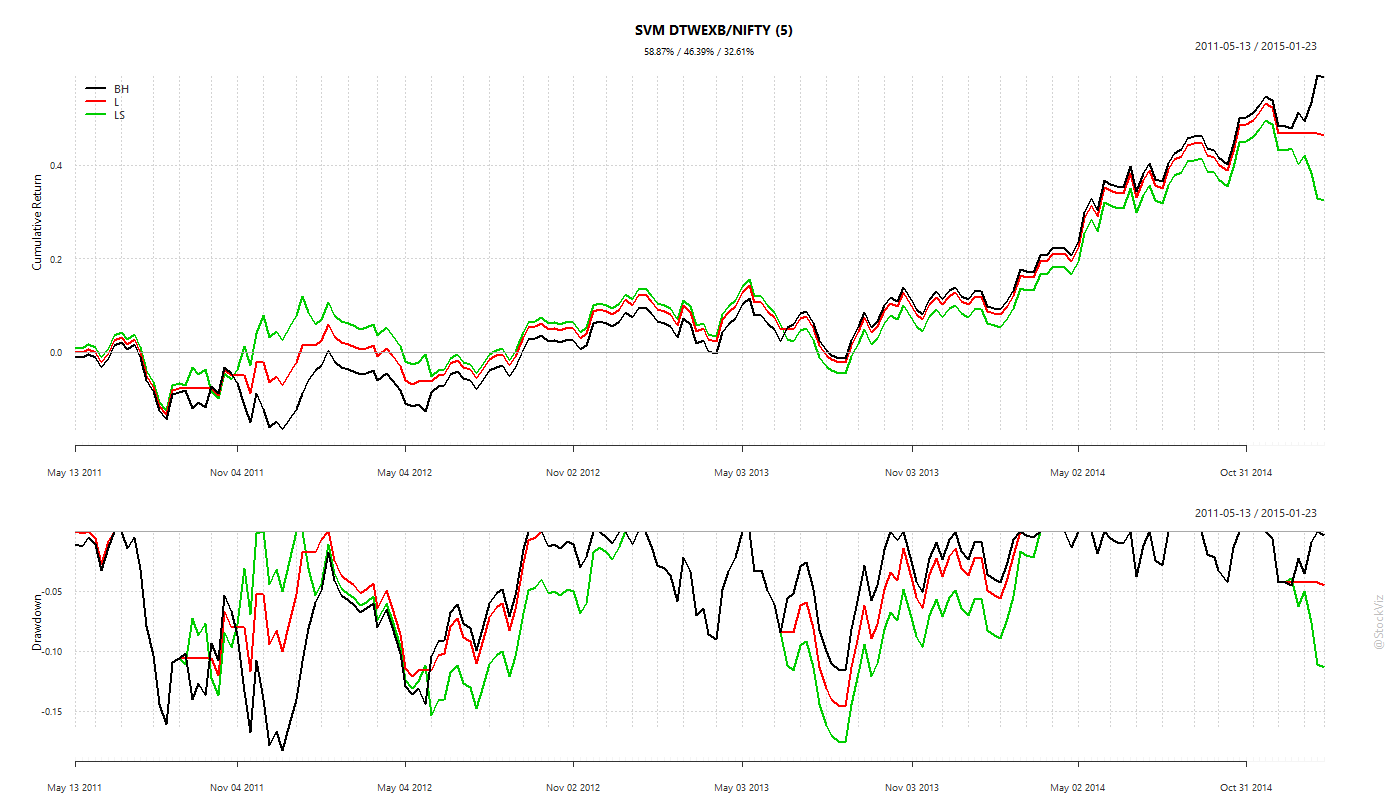 SVM DTWEXB/NIFTY (5)
58.87% / 46.39% / 32.61%
2011-05-13 / 2015-01-23
BH
L
LS
Cumulative Return
0.4
0.2
0.0
May 13 2011
Nov 04 2011
May 04 2012
Nov 02 2012
May 03 2013
Nov 03 2013
May 02 2014
Oct 31 2014
2011-05-13 / 2015-01-23
Drawdown
-0.05
-0.10
-0.15
May 13 2011
Nov 04 2011
May 04 2012
Nov 02 2012
May 03 2013
Nov 03 2013
May 02 2014
Oct 31 2014
@StockViz